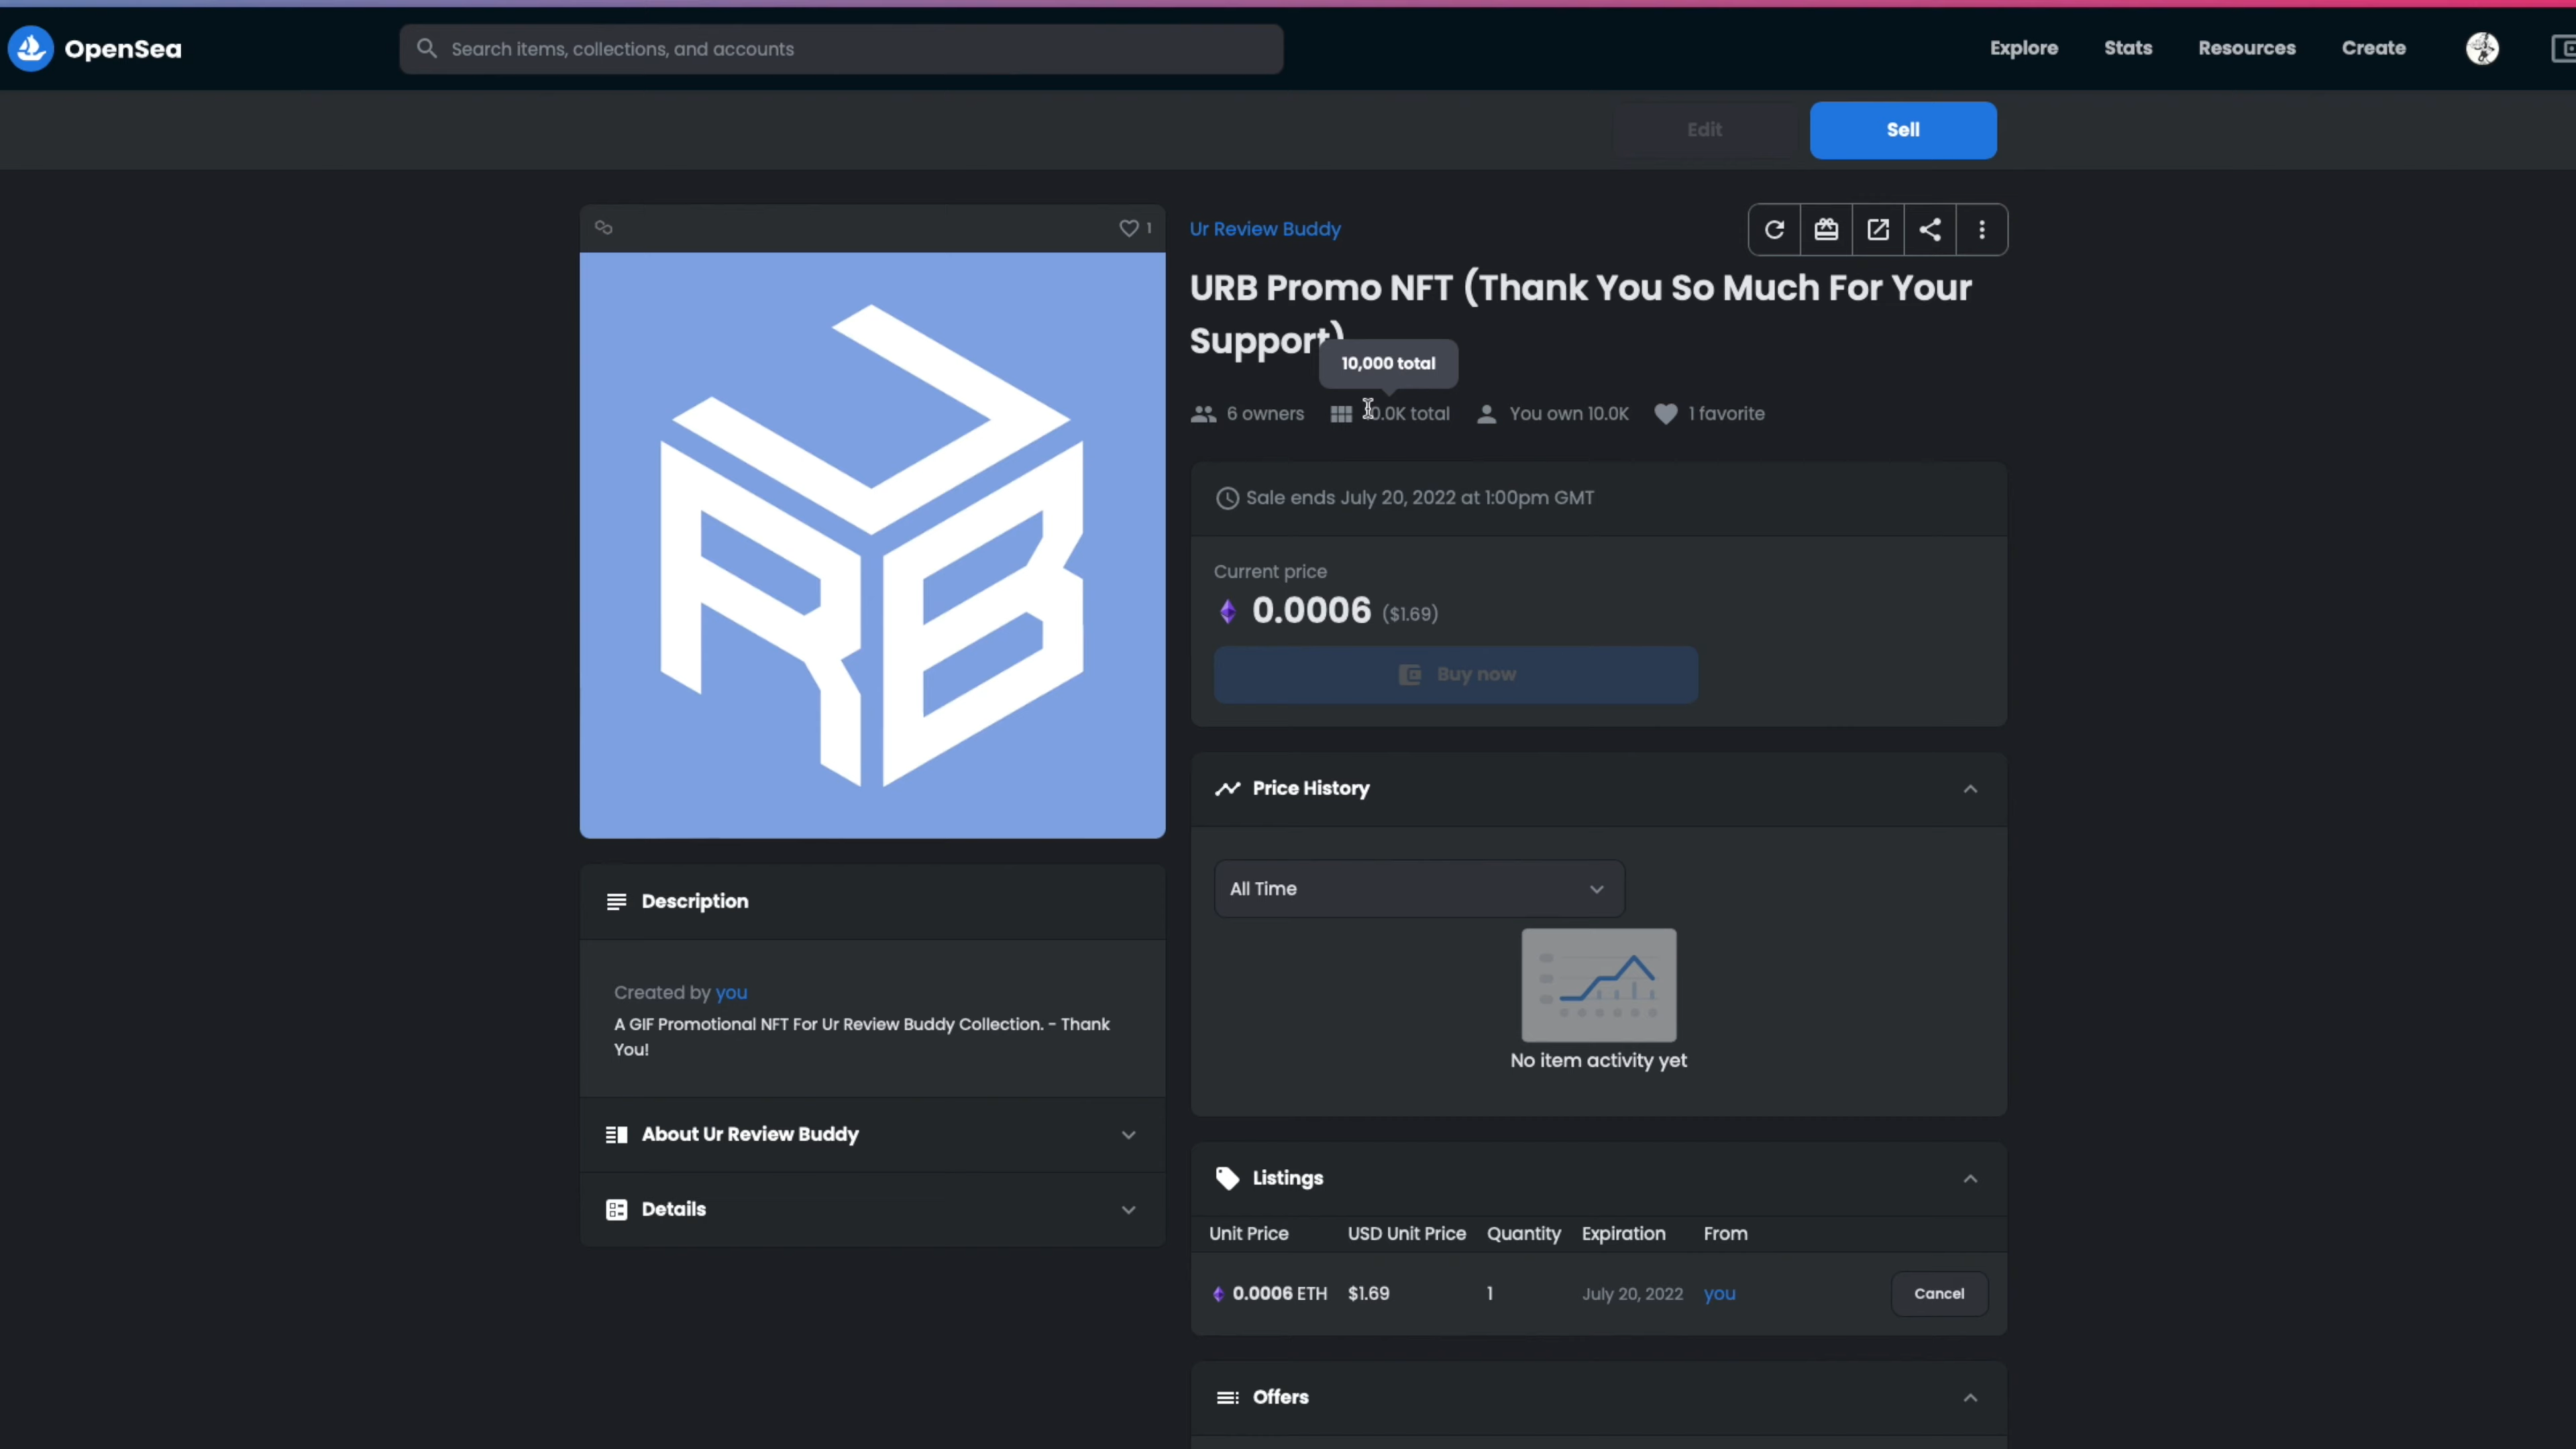 OpenSea
Search items, collections, and accounts
Explore
Stats
Resources
Create
Edit
Sell
1
URB
Ur Review Buddy
URB Promo NFT (Thank You So Much For Your
Support)
10,000 total
6 owners
10.0K total
You own 10.0K
1 favorite
Sale ends July 20, 2022 at 1:00pm GMT
Current price
0.0006 ($1.69)
Buy now
Price History
All Time
No item activity yet
Description
Created by you
A GIF Promotional NFT For Ur Review Buddy Collection. - Thank
You!
About Ur Review Buddy
Details
Listings
Unit Price USD Unit Price Quantity Expiration From
0.0006 ETH $1.69 1 July 20, 2022 you Cancel
Offers